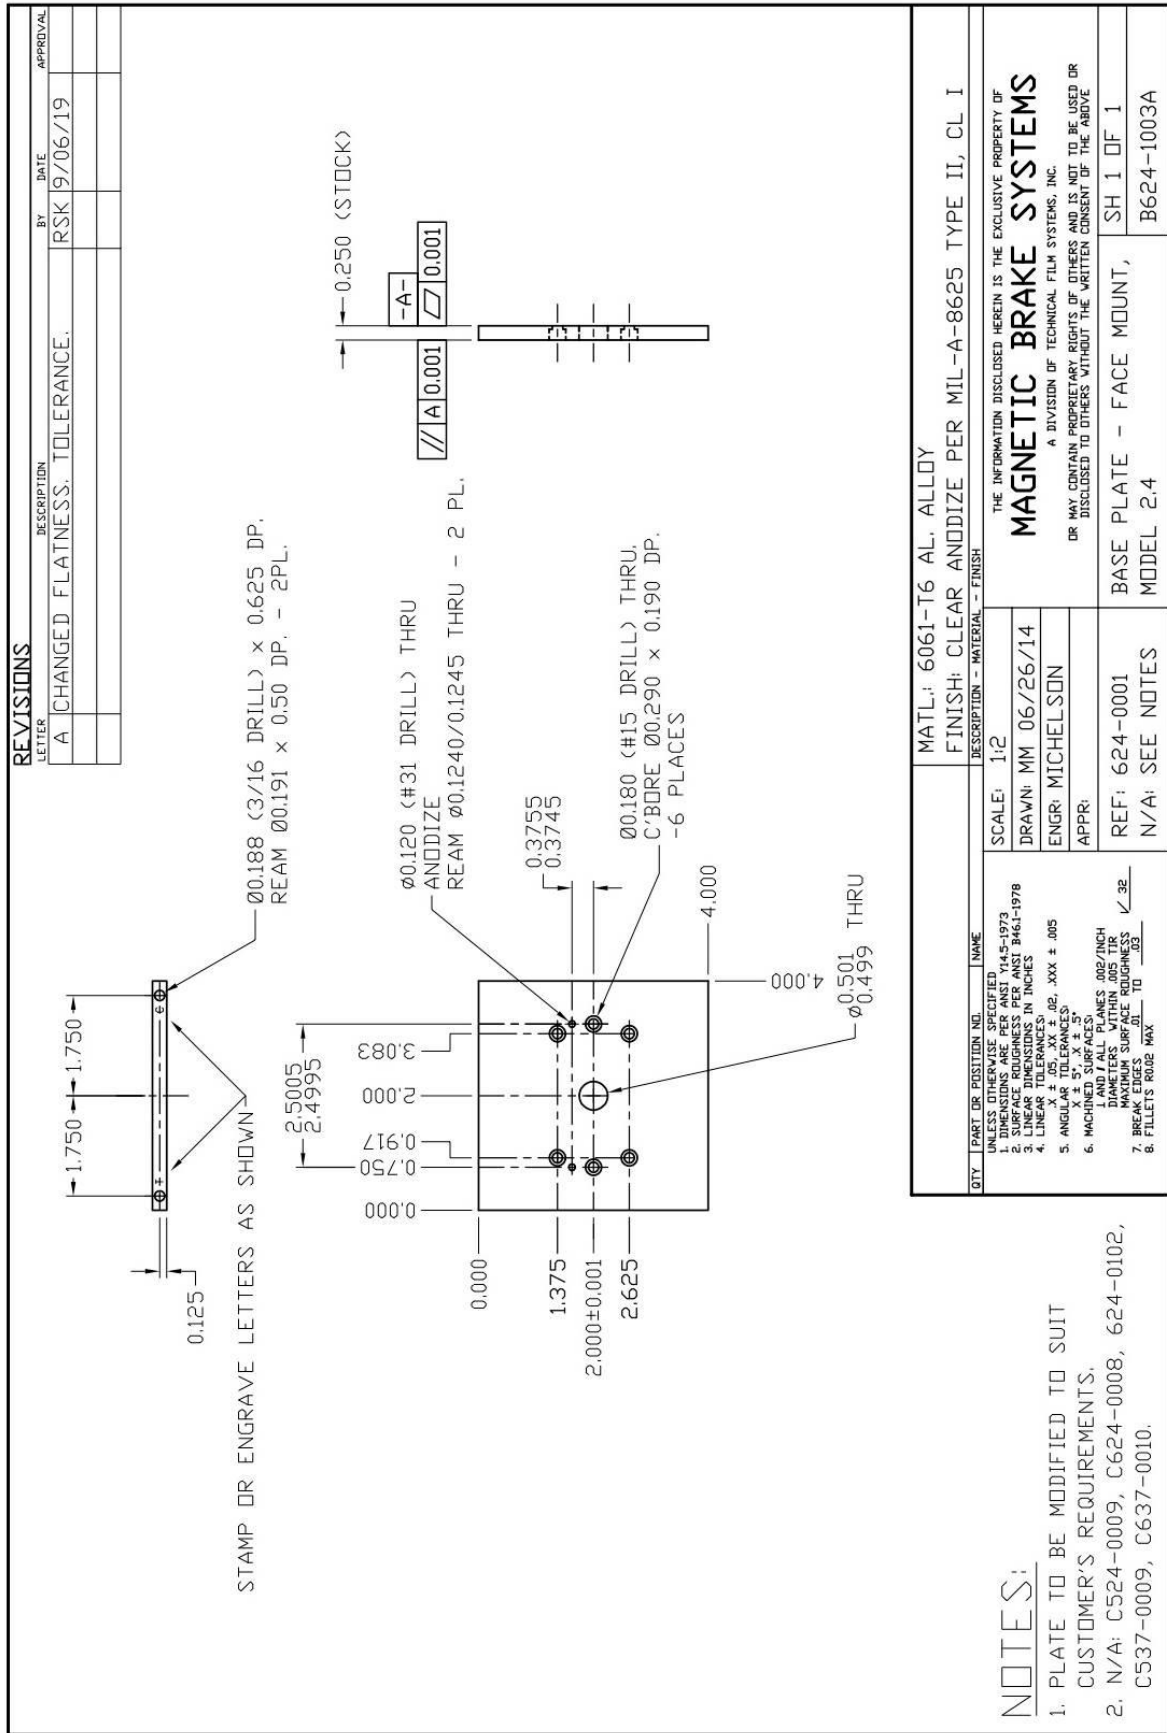 REVISIONS
LETTER DESCRIPTION BY DATE APPROVAL
A CHANGED FLATNESS. TOLERANCE. RSK 9/06/19
1.750 1.750
0.125
Ø0.188 (3/16 DRILL) x 0.625 DP.
REAM Ø0.191 x 0.50 DP. - 2PL.
STAMP OR ENGRAVE LETTERS AS SHOWN
2.5005
2.4995
0.000
0.750
0.917
2.000
3.083
4.000
Ø0.120 (#31 DRILL) THRU
ANODIZE
REAM Ø0.1240/0.1245 THRU - 2 PL.
0.3755
0.3745
Ø0.180 (#15 DRILL) THRU.
C'BORE Ø0.290 x 0.190 DP.
-6 PLACES
0.000
1.375
2.000±0.001
2.625
4.000
Ø0.501
0.499 THRU
0.250 (STOCK)
-A-
// A 0.001
0.001
NOTES:
1. PLATE TO BE MODIFIED TO SUIT
CUSTOMER'S REQUIREMENTS.
2. N/A: C524-0009, C624-0008, 624-0102,
C537-0009, C637-0010.
MATL.: 6061-T6 AL. ALLOY
FINISH: CLEAR ANODIZE PER MIL-A-8625 TYPE II, CL I
QTY PART OR POSITION NO. NAME DESCRIPTION - MATERIAL - FINISH
UNLESS OTHERWISE SPECIFIED
1. DIMENSIONS ARE PER ANSI Y14.5-1973
2. SURFACE ROUGHNESS PER ANSI B46.1-1978
3. LINEAR DIMENSIONS IN INCHES
4. LINEAR TOLERANCES:
.X ± .05, .XX ± .02, .XXX ± .005
5. ANGULAR TOLERANCES:
X ± 5°, .X ± .5°
6. MACHINED SURFACES:
⊥ AND // ALL PLANES .002/INCH
DIAMETERS WITHIN .005 TIR
MAXIMUM SURFACE ROUGHNESS √ 32
7. BREAK EDGES .01 TO .03
8. FILLETS R0.02 MAX
SCALE: 1:2
DRAWN: MM 06/26/14
ENGR: MICHELSON
APPR:
REF: 624-0001
N/A: SEE NOTES
THE INFORMATION DISCLOSED HEREIN IS THE EXCLUSIVE PROPERTY OF
MAGNETIC BRAKE SYSTEMS
A DIVISION OF TECHNICAL FILM SYSTEMS, INC.
OR MAY CONTAIN PROPRIETARY RIGHTS OF OTHERS AND IS NOT TO BE USED OR
DISCLOSED TO OTHERS WITHOUT THE WRITTEN CONSENT OF THE ABOVE
BASE PLATE - FACE MOUNT,
MODEL 2.4
SH 1 OF 1
B624-1003A